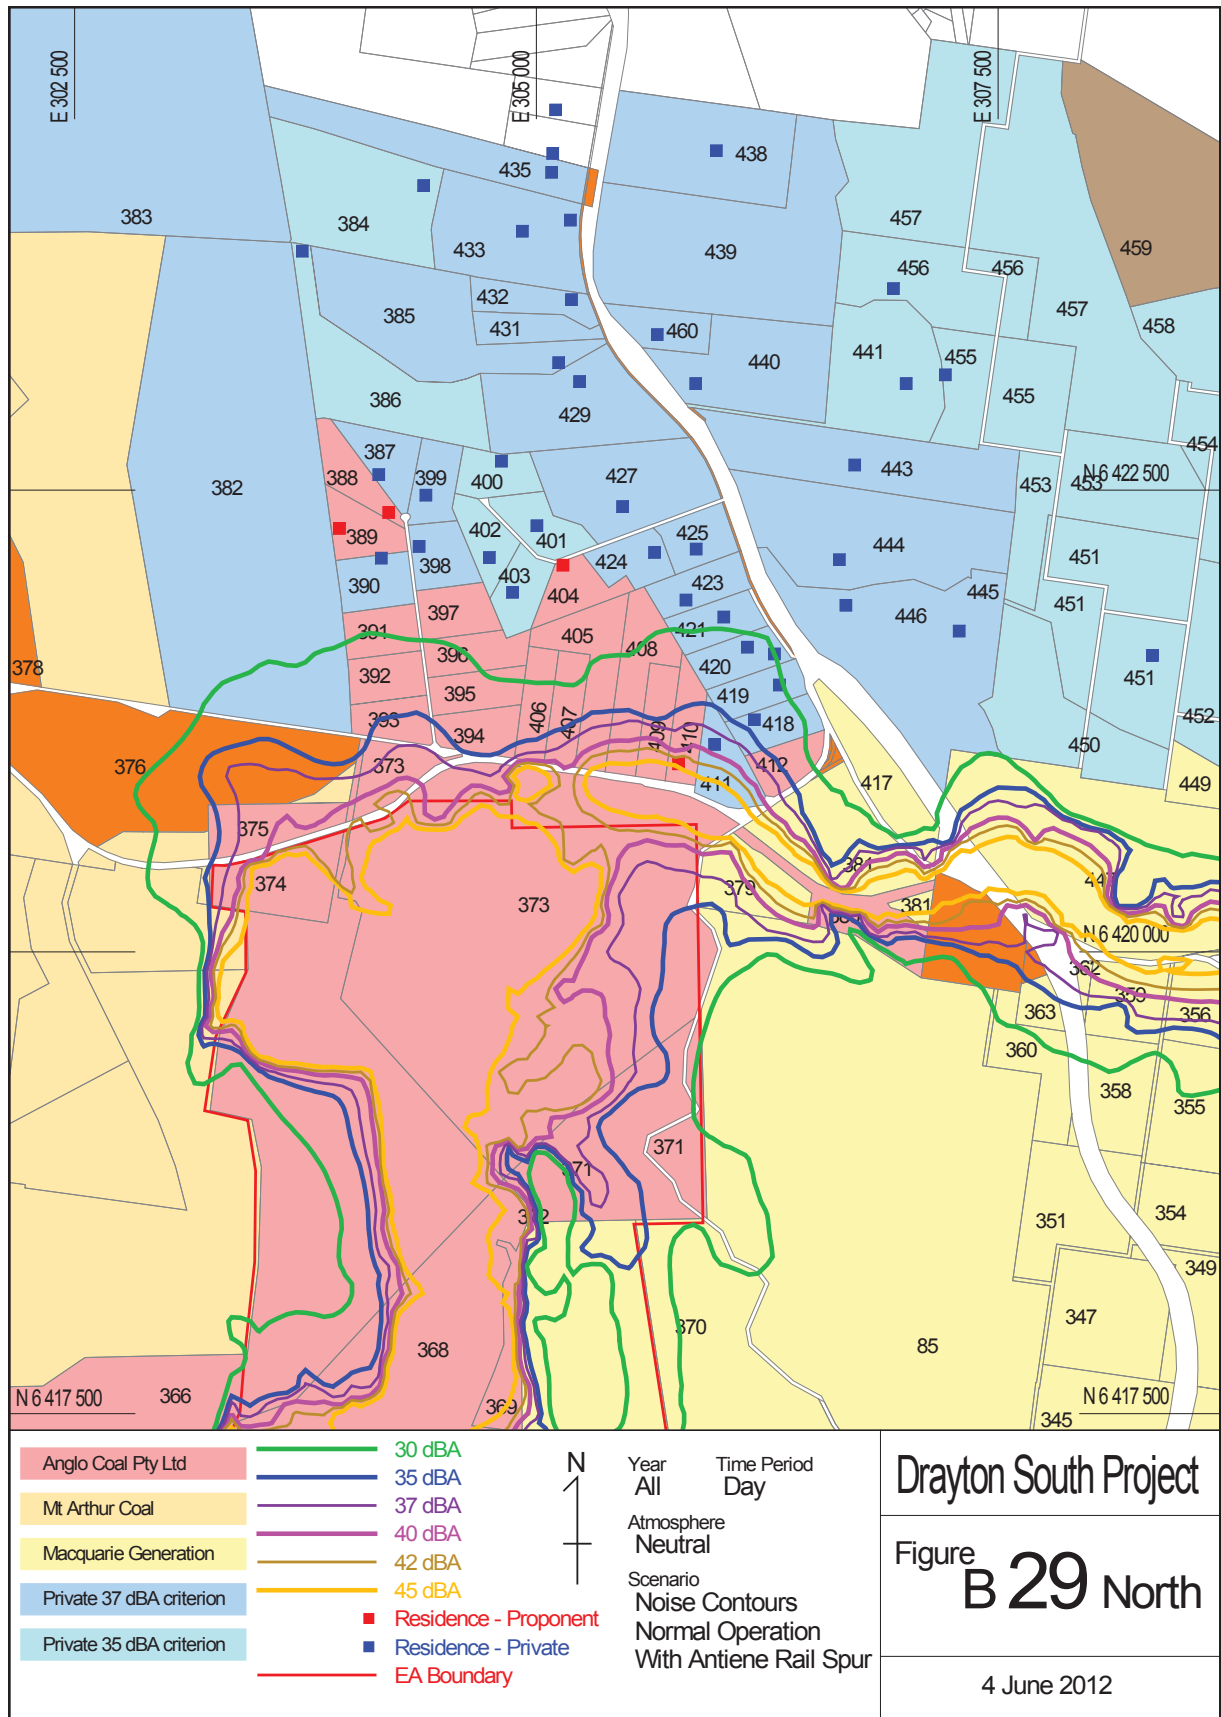 E 302 500
E 305 000
E 307 500
438
435
383
384
457
433
439
459
456
456
432
457
385
458
431
460
440
441
455
455
386
429
454
387
399
400
443
388
427
453
453
N 6 422 500
382
402
401
425
389
444
451
424
403
398
390
423
445
404
451
397
446
391
421
405
408
396
378
420
392
451
395
419
406
407
409
410
452
393
394
418
450
376
373
412
411
417
449
375
381
447
374
379
373
381
380
N 6 420 000
362
359
363
356
360
358
355
371
371
372
351
354
349
347
370
85
368
366
369
345
N 6 417 500
N 6 417 500
Anglo Coal Pty Ltd
Mt Arthur Coal
Macquarie Generation
Private 37 dBA criterion
Private 35 dBA criterion
30 dBA
35 dBA
37 dBA
40 dBA
42 dBA
45 dBA
Residence - Proponent
Residence - Private
EA Boundary
N
Year
All
Time Period
Day
Atmosphere
Neutral
Scenario
Noise Contours
Normal Operation
With Antiene Rail Spur
Drayton South Project
Figure
B 29 North
4 June 2012